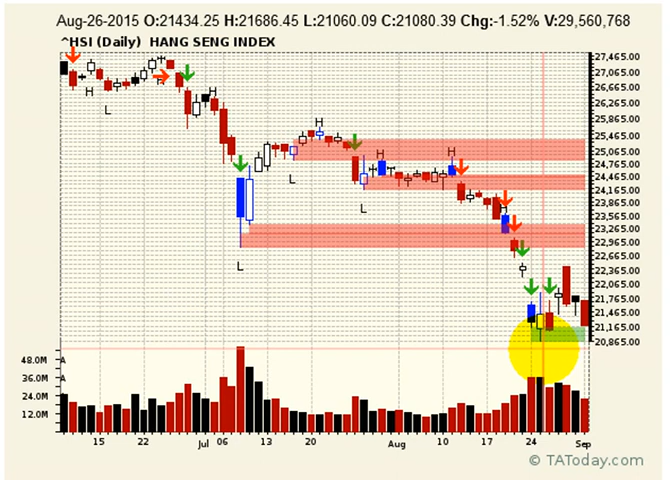 Aug-26-2015 O:21434.25 H:21686.45 L:21060.09 C:21080.39 Chg:-1.52% V:29,560,768
^HSI (Daily) HANG SENG INDEX
27,465.00
27,065.00
26,665.00
26,265.00
25,865.00
25,465.00
25,065.00
24,765.00
24,465.00
24,165.00
23,865.00
23,565.00
23,265.00
22,965.00
22,665.00
22,365.00
22,065.00
21,765.00
21,465.00
21,165.00
20,865.00
H
L
H
H
L
L
H
H
L
H
48.0M
36.0M
24.0M
12.0M
A
A
15 22 Jul 06 13 20 Aug 10 17 24 Sep
© TAToday.com